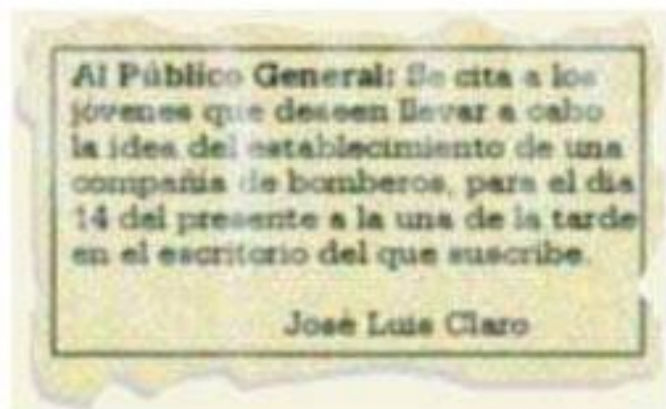 Al Público General: Se cita a los
jóvenes que deseen llevar a cabo
la idea del establecimiento de una
compañía de bomberos, para el día
14 del presente a la una de la tarde
en el escritorio del que suscribe.
José Luis Claro